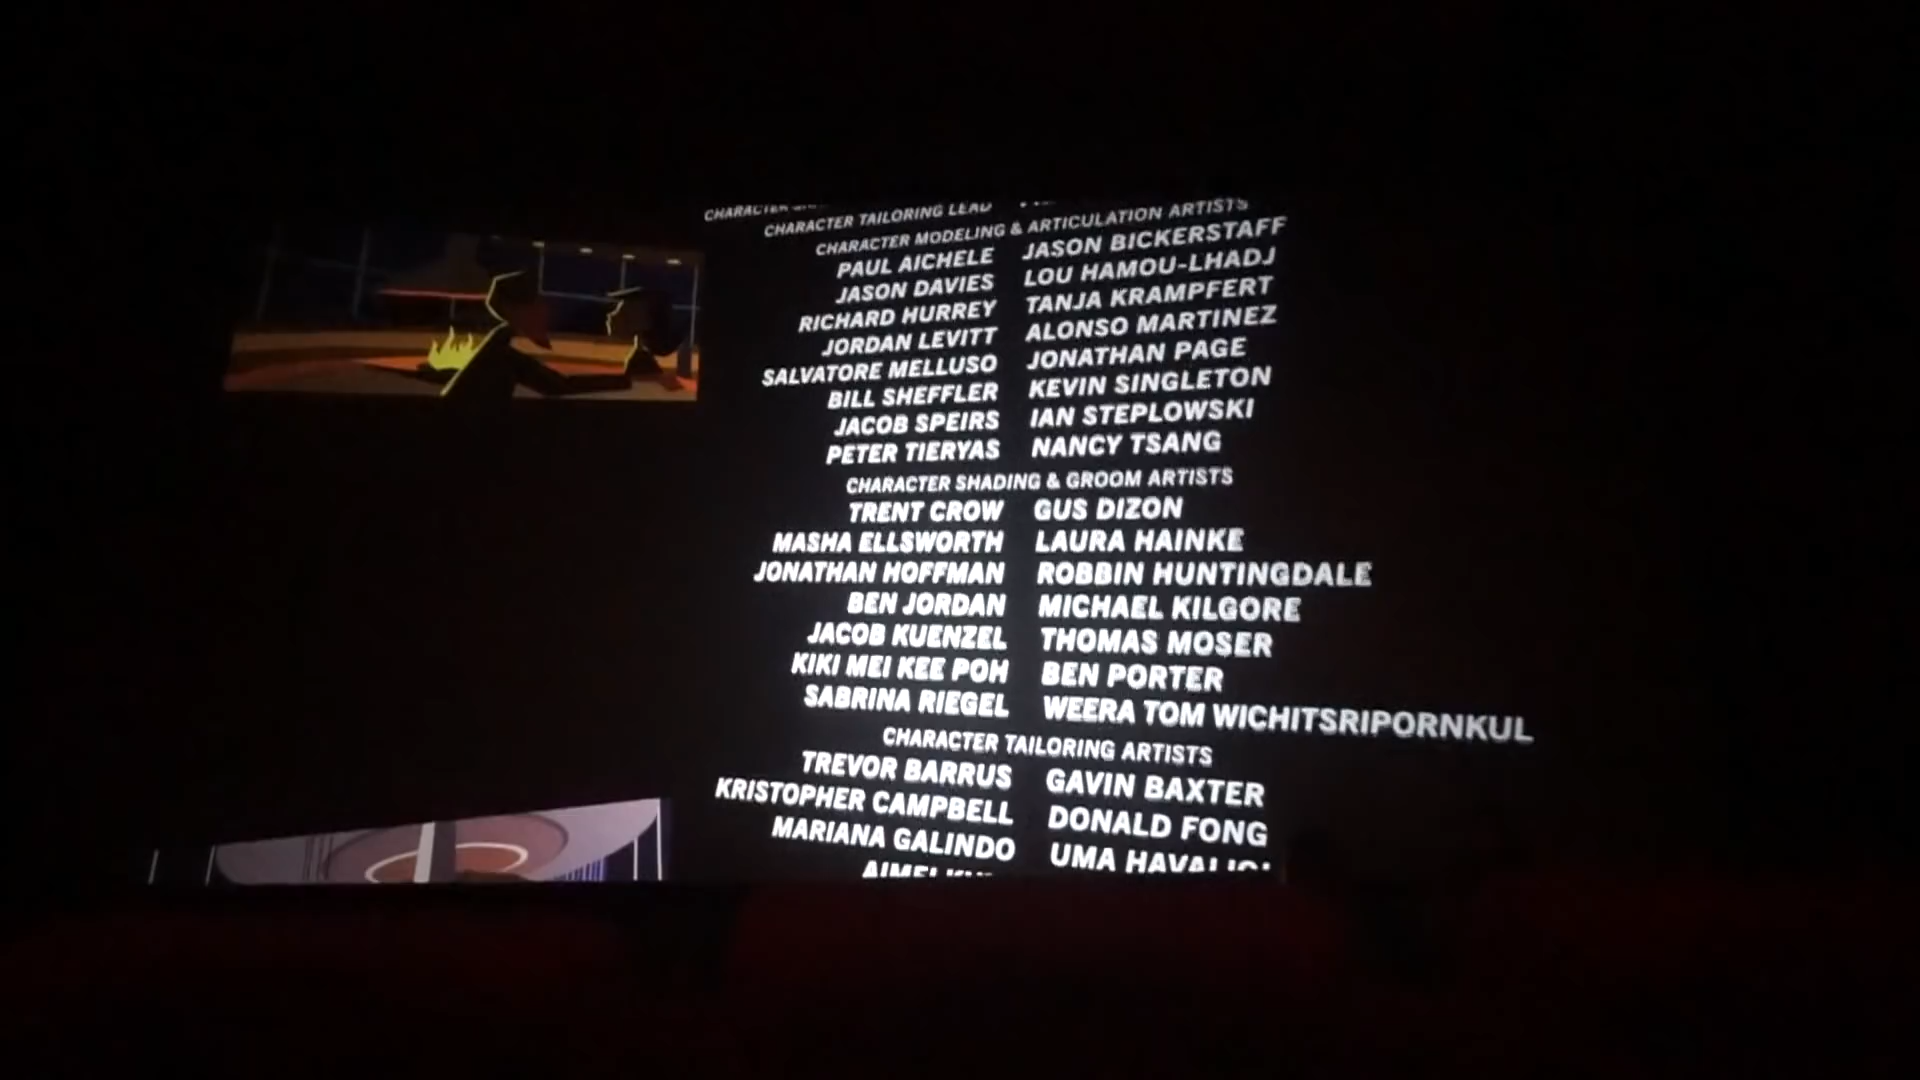 CHARACTER
CHARACTER TAILORING LEAD
CHARACTER MODELING & ARTICULATION ARTISTS
PAUL AICHELE JASON BICKERSTAFF
JASON DAVIES LOU HAMOU-LHADJ
RICHARD HURREY TANJA KRAMPFERT
JORDAN LEVITT ALONSO MARTINEZ
SALVATORE MELLUSO JONATHAN PAGE
BILL SHEFFLER KEVIN SINGLETON
JACOB SPEIRS IAN STEPLOWSKI
PETER TIERYAS NANCY TSANG
CHARACTER SHADING & GROOM ARTISTS
TRENT CROW GUS DIZON
MASHA ELLSWORTH LAURA HAINKE
JONATHAN HOFFMAN ROBBIN HUNTINGDALE
BEN JORDAN MICHAEL KILGORE
JACOB KUENZEL THOMAS MOSER
KIKI MEI KEE POH BEN PORTER
SABRINA RIEGEL WEERA TOM WICHITSRIPORNKUL
CHARACTER TAILORING ARTISTS
TREVOR BARRUS GAVIN BAXTER
KRISTOPHER CAMPBELL DONALD FONG
MARIANA GALINDO UMA